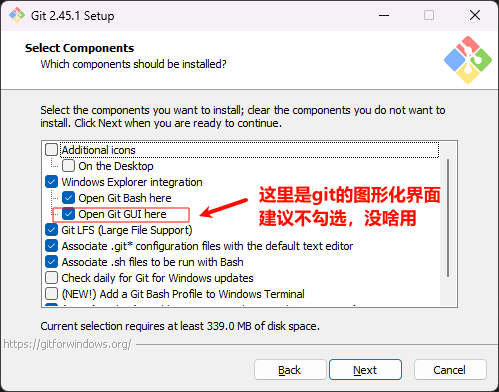 Git 2.45.1 Setup
Select Components
Which components should be installed?
Select the components you want to install; clear the components you do not want to
install. Click Next when you are ready to continue.
Additional icons
On the Desktop
Windows Explorer integration
Open Git Bash here
Open Git GUI here
这里是git的图形化界面
建议不勾选，没啥用
Git LFS (Large File Support)
Associate .git* configuration files with the default text editor
Associate .sh files to be run with Bash
Check daily for Git for Windows updates
(NEW!) Add a Git Bash Profile to Windows Terminal
Current selection requires at least 339.0 MB of disk space.
https://gitforwindows.org/
Back
Next
Cancel